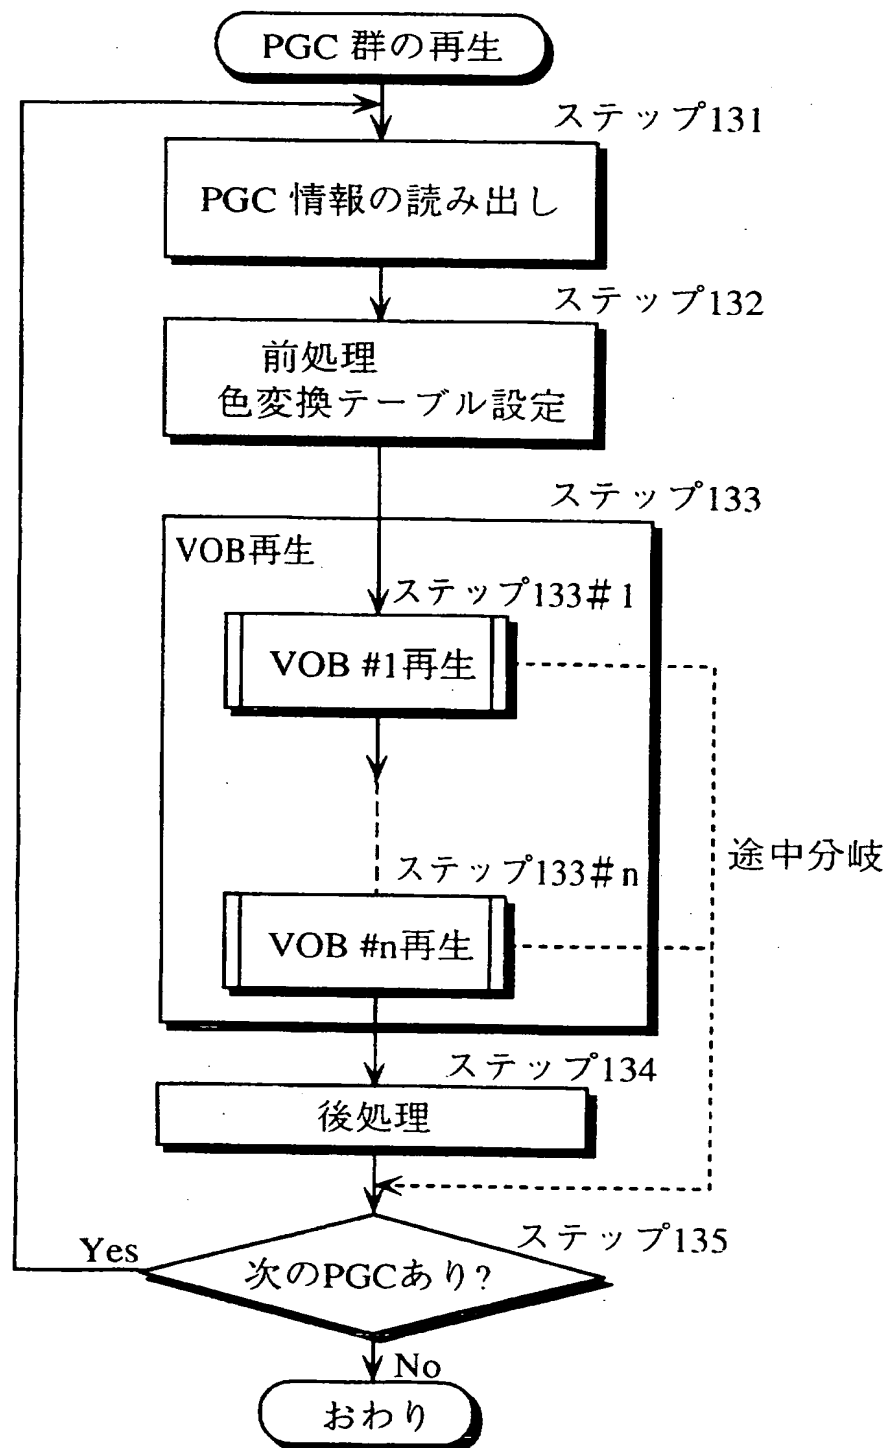 PGC 群の再生
ステップ131
PGC 情報の読み出し
ステップ132
前処理
色変換テーブル設定
ステップ133
VOB再生
ステップ133#1
VOB #1再生
途中分岐
ステップ133#n
VOB #n再生
ステップ134
後処理
ステップ135
Yes
次のPGCあり?
No
おわり